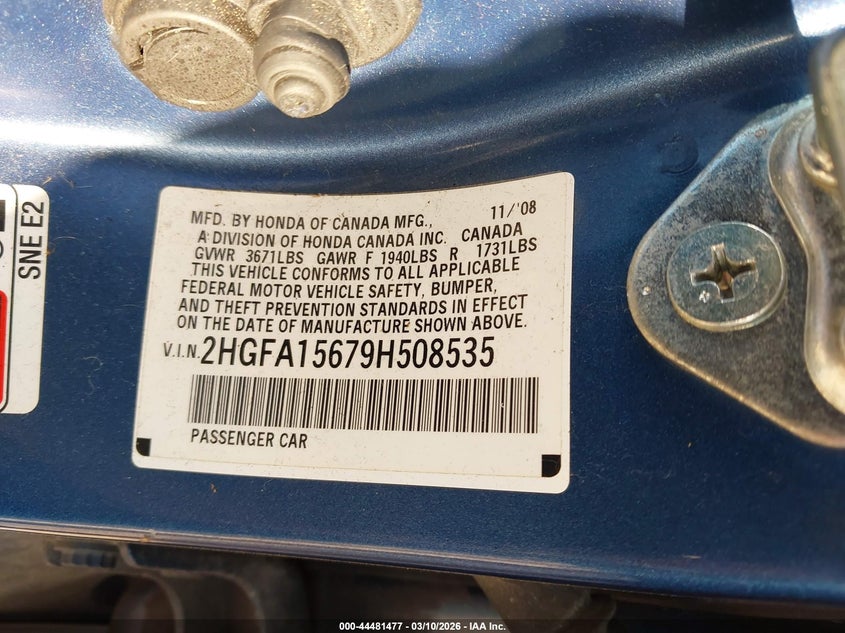 SNE E2
MFD. BY HONDA OF CANADA MFG., 11/'08
A DIVISION OF HONDA CANADA INC. CANADA
GVWR 3671LBS GAWR F 1940LBS R 1731LBS
THIS VEHICLE CONFORMS TO ALL APPLICABLE
FEDERAL MOTOR VEHICLE SAFETY, BUMPER,
AND THEFT PREVENTION STANDARDS IN EFFECT
ON THE DATE OF MANUFACTURE SHOWN ABOVE.
V.I.N. 2HGFA15679H508535
PASSENGER CAR
000-44481477 - 03/10/2026 - IAA Inc.